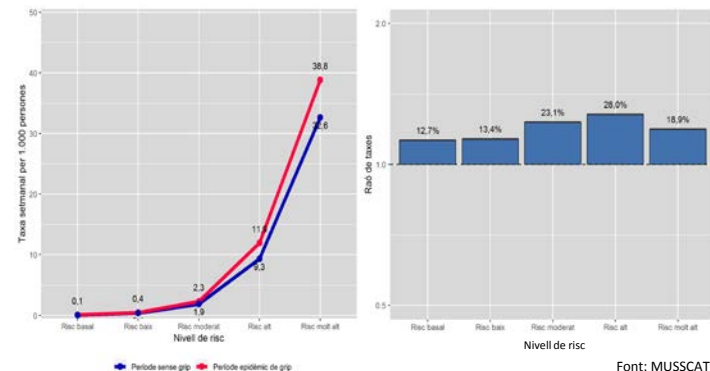 50
40
30
20
10
0
Taxa setmanal per 1.000 persones
38,8
32,6
9,3
2,3
1,9
0,4
0,1
Risc basal Risc baix Risc moderat Risc alt Risc molt alt
Nivell de risc
Període sense grip Període epidèmic de grip
2.0
1.0
0.5
Raó de taxes
12,7% 13,4% 23,1% 28,0% 18,9%
Risc basal Risc baix Risc moderat Risc alt Risc molt alt
Nivell de risc
Font: MUSSCAT